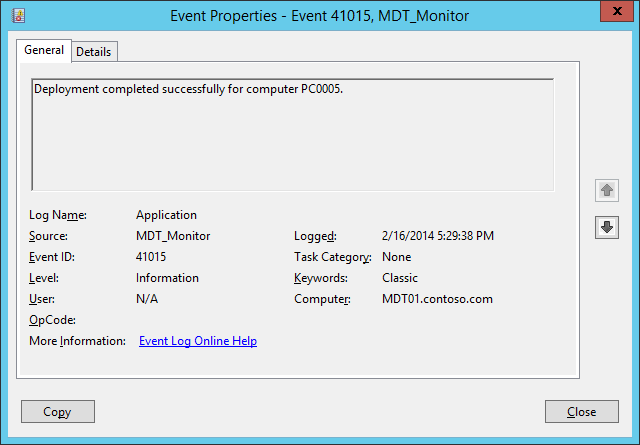 Event Properties - Event 41015, MDT_Monitor
x
General Details
Deployment completed successfully for computer PC0005.
Log Name: Application
Source: MDT_Monitor Logged: 2/16/2014 5:29:38 PM
Event ID: 41015 Task Category: None
Level: Information Keywords: Classic
User: N/A Computer: MDT01.contoso.com
OpCode:
More Information: Event Log Online Help
Copy Close